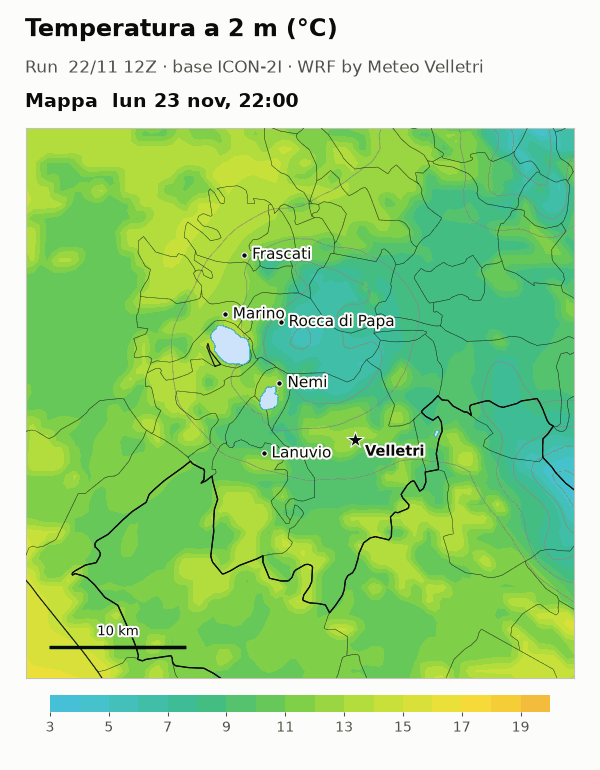 Temperatura a 2 m (°C)
Run  22/11 12Z · base ICON-2I · WRF by Meteo Velletri
Mappa  lun 23 nov, 22:00
Frascati
Marino
Rocca di Papa
Nemi
Velletri
Lanuvio
10 km
3 5 7 9 11 13 15 17 19